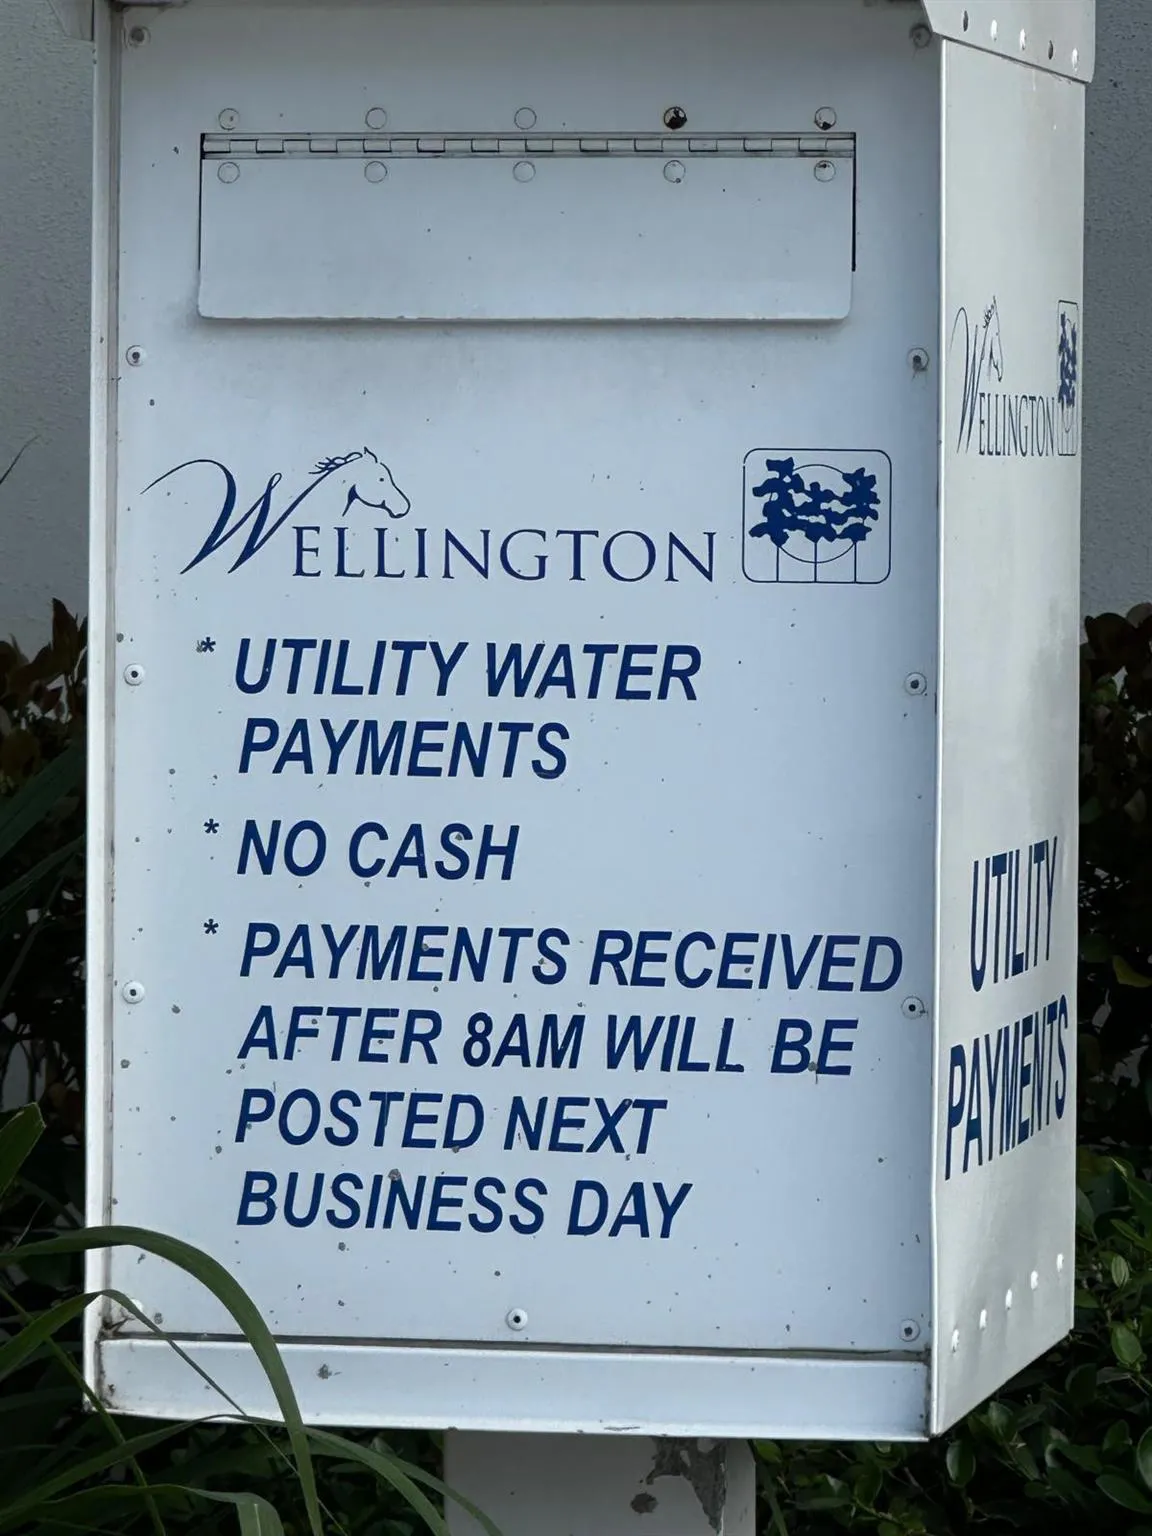 WELLINGTON
* UTILITY WATER
PAYMENTS
* NO CASH
* PAYMENTS RECEIVED
AFTER 8AM WILL BE
POSTED NEXT
BUSINESS DAY
WELLINGTON
UTILITY
PAYMENTS